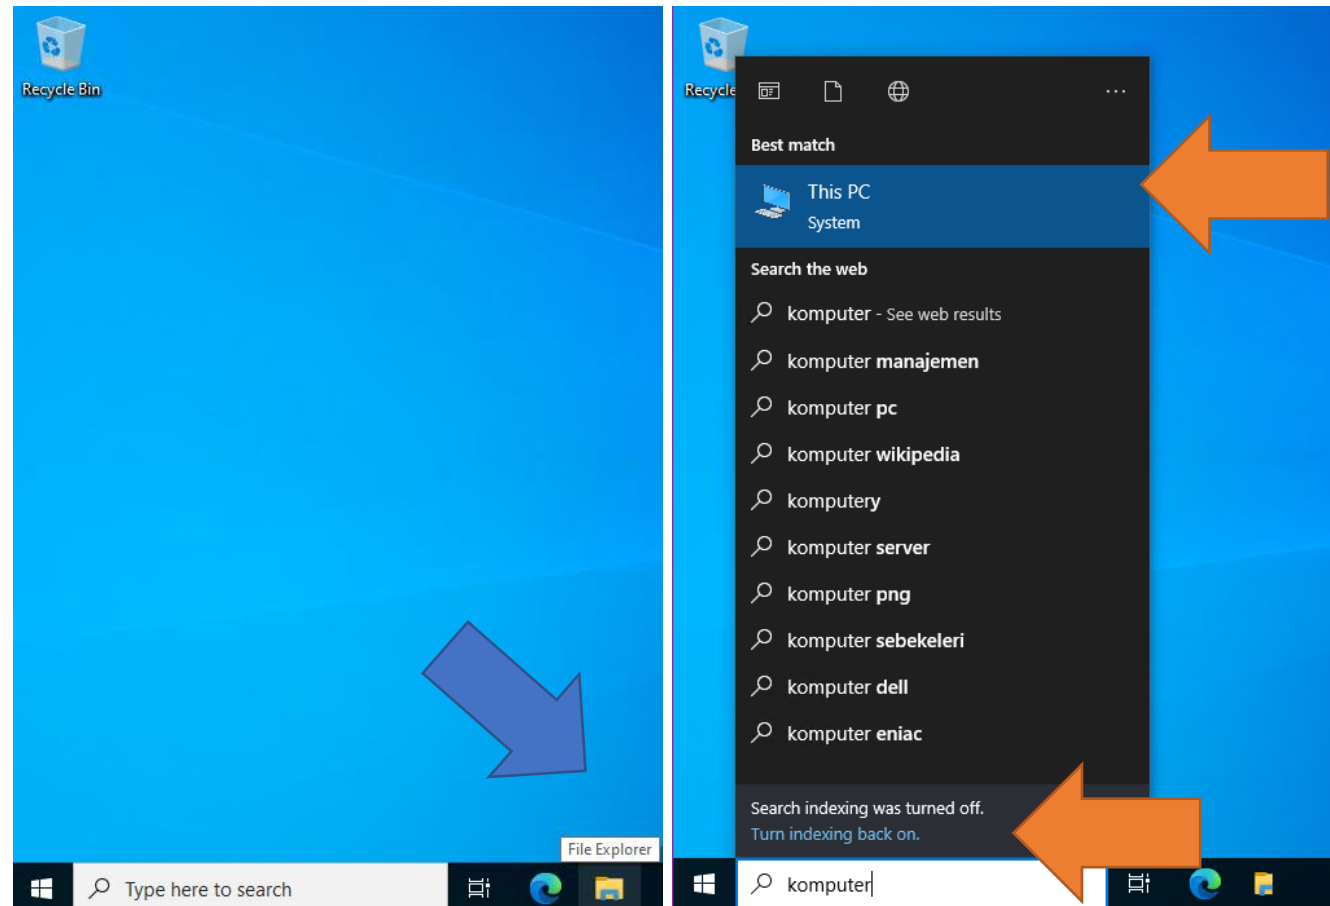 Recycle Bin
File Explorer
Type here to search
Recycle
Best match
This PC
System
Search the web
komputer - See web results
komputer manajemen
komputer pc
komputer wikipedia
komputery
komputer server
komputer png
komputer sebekeleri
komputer dell
komputer eniac
Search indexing was turned off.
Turn indexing back on.
komputer